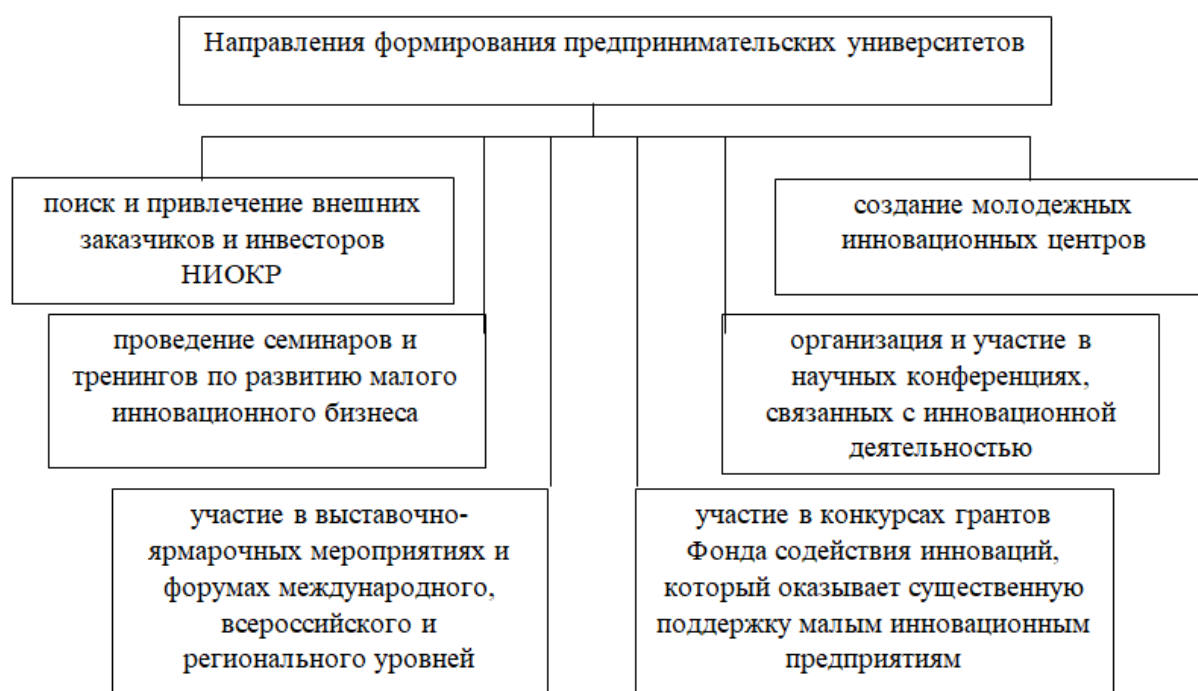 Направления формирования предпринимательских университетов
поиск и привлечение внешних
заказчиков и инвесторов
НИОКР
создание молодежных
инновационных центров
проведение семинаров и
тренингов по развитию малого
инновационного бизнеса
организация и участие в
научных конференциях,
связанных с инновационной
деятельностью
участие в выставочно-
ярмарочных мероприятиях и
форумах международного,
всероссийского и
регионального уровней
участие в конкурсах грантов
Фонда содействия инноваций,
который оказывает существенную
поддержку малым инновационным
предприятиям